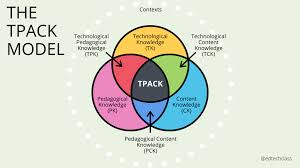 THE
TPACK
MODEL
Contexts
Technological
Pedagogical
Knowledge
(TPK)
Technological
Knowledge
(TK)
Technological
Content
Knowledge
(TCK)
TPACK
Pedagogical
Knowledge
(PK)
Content
Knowledge
(CK)
Pedagogical Content
Knowledge
(PCK)
@edtechclass